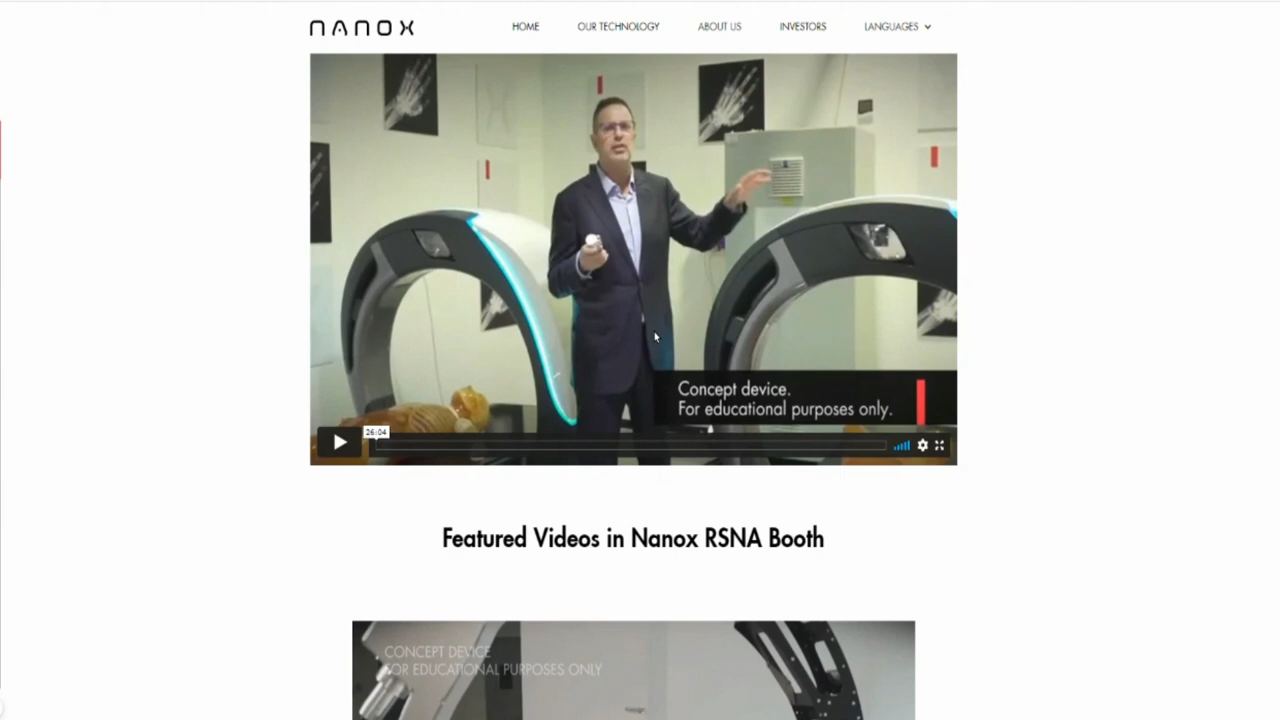 NANOX
HOME
OUR TECHNOLOGY
ABOUT US
INVESTORS
LANGUAGES
Concept device.
For educational purposes only.
26:04
Featured Videos in Nanox RSNA Booth
CONCEPT DEVICE
FOR EDUCATIONAL PURPOSES ONLY